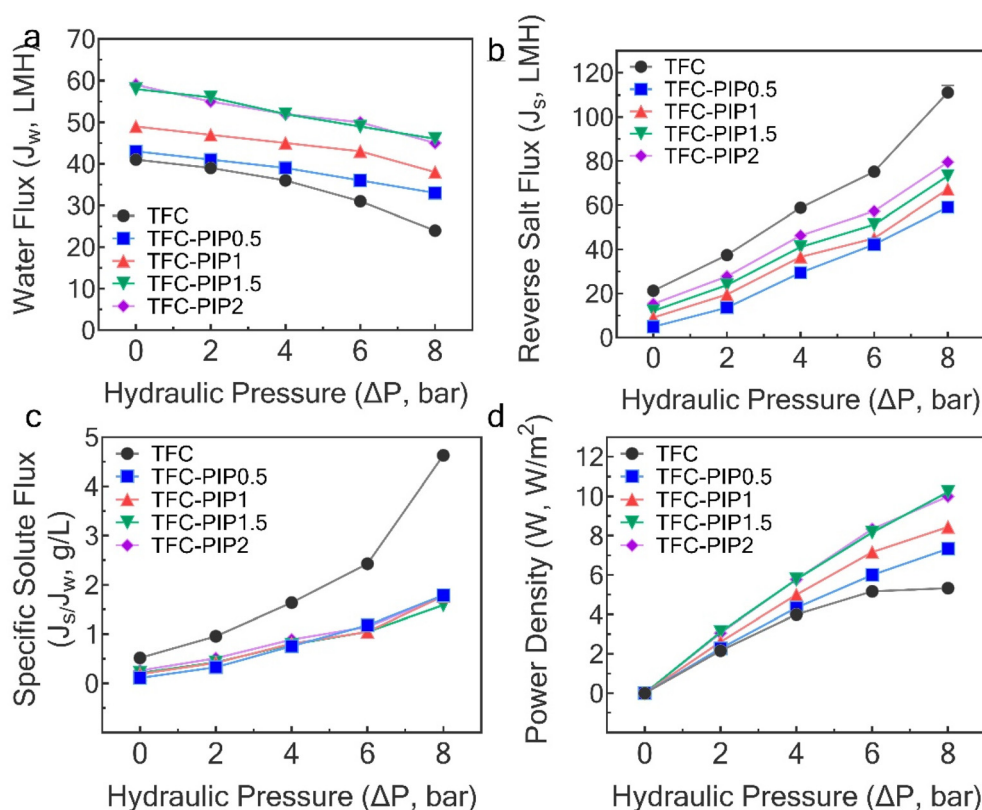 a
Water Flux (J_w, LMH)
70
60
50
40
30
20
10
0
TFC
TFC-PIP0.5
TFC-PIP1
TFC-PIP1.5
TFC-PIP2
0 2 4 6 8
Hydraulic Pressure (ΔP, bar)
b
Reverse Salt Flux (J_s, LMH)
120
100
80
60
40
20
0
TFC
TFC-PIP0.5
TFC-PIP1
TFC-PIP1.5
TFC-PIP2
0 2 4 6 8
Hydraulic Pressure (ΔP, bar)
c
Specific Solute Flux
(J_s/J_w, g/L)
5
4
3
2
1
0
TFC
TFC-PIP0.5
TFC-PIP1
TFC-PIP1.5
TFC-PIP2
0 2 4 6 8
Hydraulic Pressure (ΔP, bar)
d
Power Density (W, W/m²)
12
10
8
6
4
2
0
TFC
TFC-PIP0.5
TFC-PIP1
TFC-PIP1.5
TFC-PIP2
0 2 4 6 8
Hydraulic Pressure (ΔP, bar)